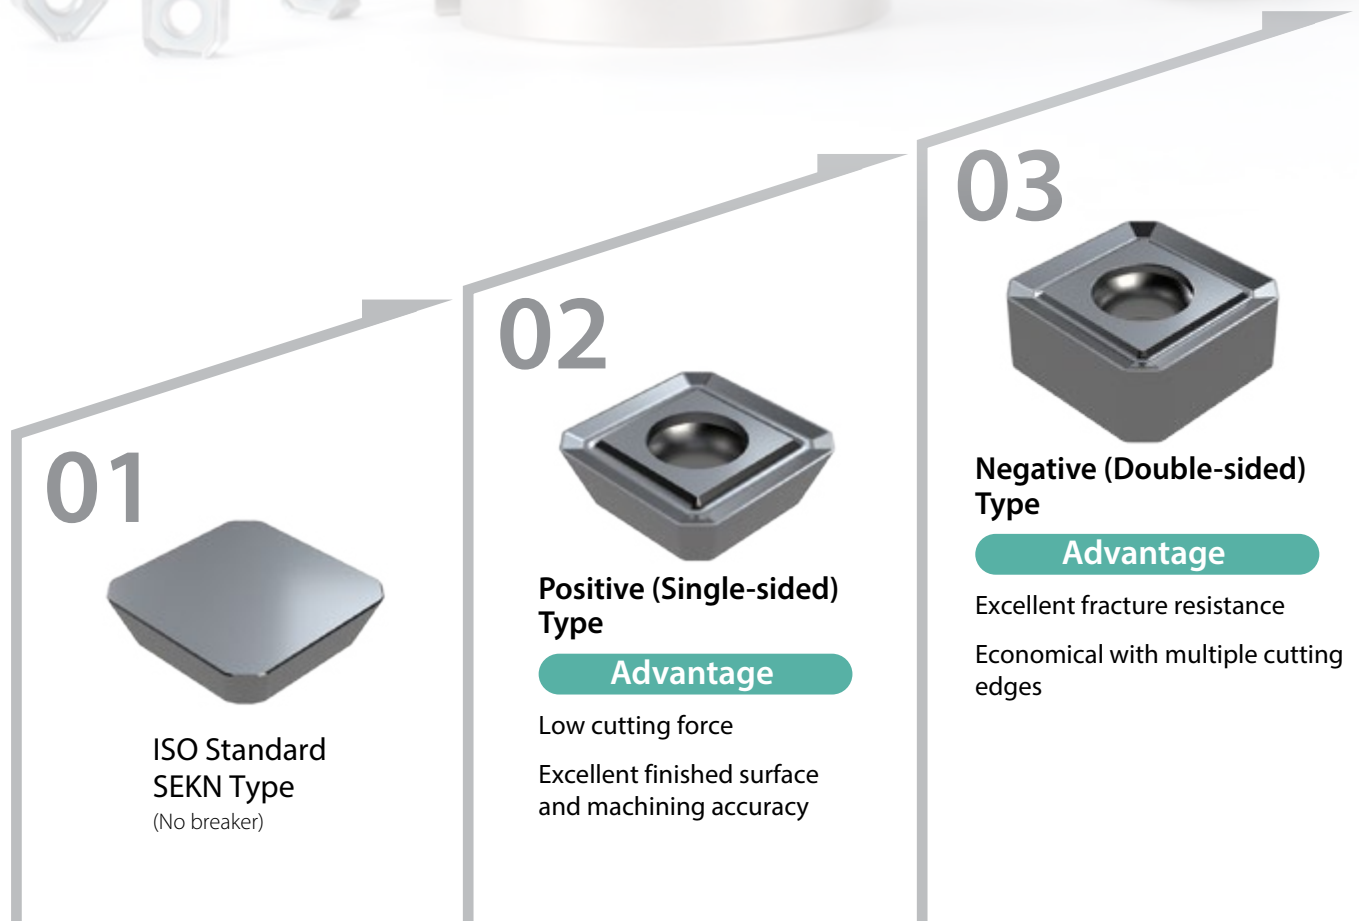 01
ISO Standard
SEKN Type
(No breaker)
02
Positive (Single-sided)
Type
Advantage
Low cutting force
Excellent finished surface
and machining accuracy
03
Negative (Double-sided)
Type
Advantage
Excellent fracture resistance
Economical with multiple cutting
edges